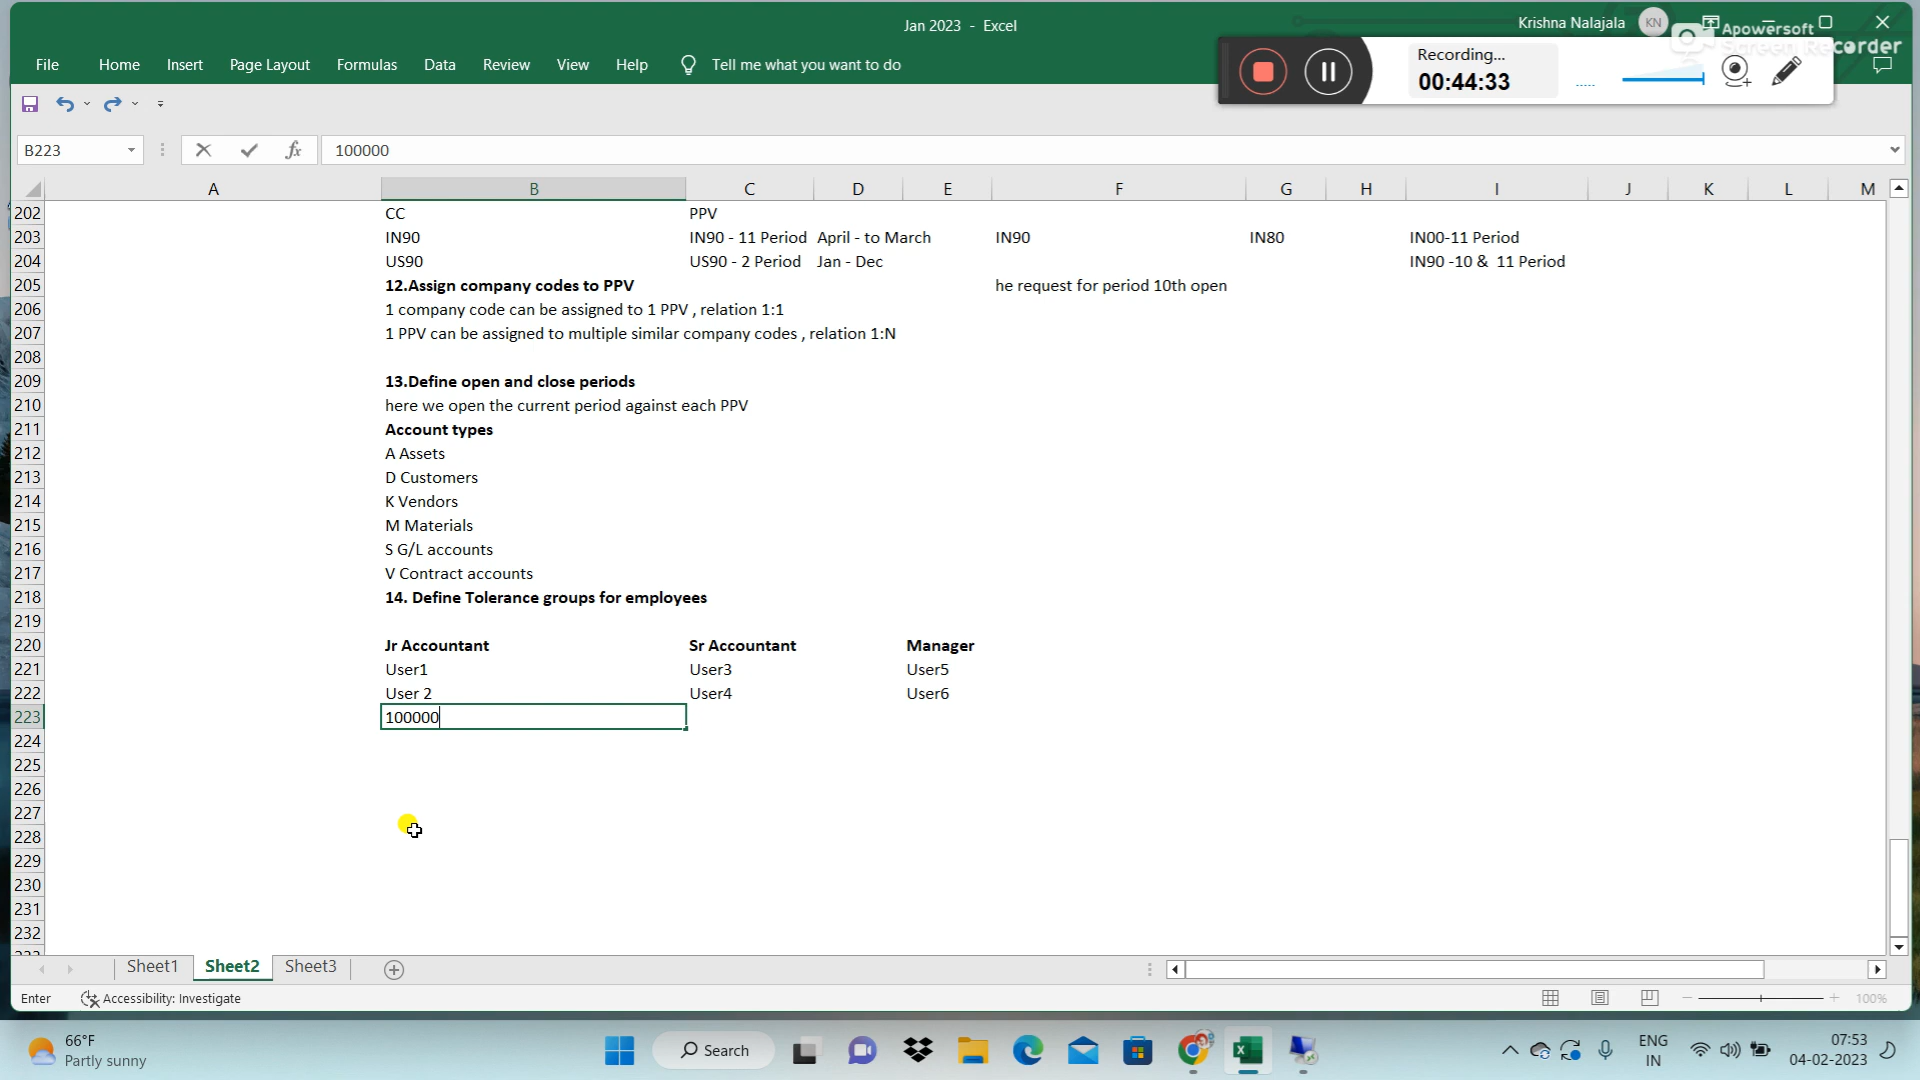 Jan 2023 - Excel
Krishna Nalajala
KN
Apowersoft
Screen Recorder
File Home Insert Page Layout Formulas Data Review View Help Tell me what you want to do
Recording...
00:44:33
B223
fx
100000
A B C D E F G H I J K L M
202 CC PPV
203 IN90 IN90 - 11 Period April - to March IN90 IN80 IN00-11 Period
204 US90 US90 - 2 Period Jan - Dec IN90 -10 & 11 Period
205 12.Assign company codes to PPV he request for period 10th open
206 1 company code can be assigned to 1 PPV , relation 1:1
207 1 PPV can be assigned to multiple similar company codes , relation 1:N
208
209 13.Define open and close periods
210 here we open the current period against each PPV
211 Account types
212 A Assets
213 D Customers
214 K Vendors
215 M Materials
216 S G/L accounts
217 V Contract accounts
218 14. Define Tolerance groups for employees
219
220 Jr Accountant Sr Accountant Manager
221 User1 User3 User5
222 User 2 User4 User6
223 100000
224
225
226
227
228
229
230
231
232
Sheet1 Sheet2 Sheet3
Enter Accessibility: Investigate
100%
66°F
Partly sunny
Search
ENG
IN
07:53
04-02-2023